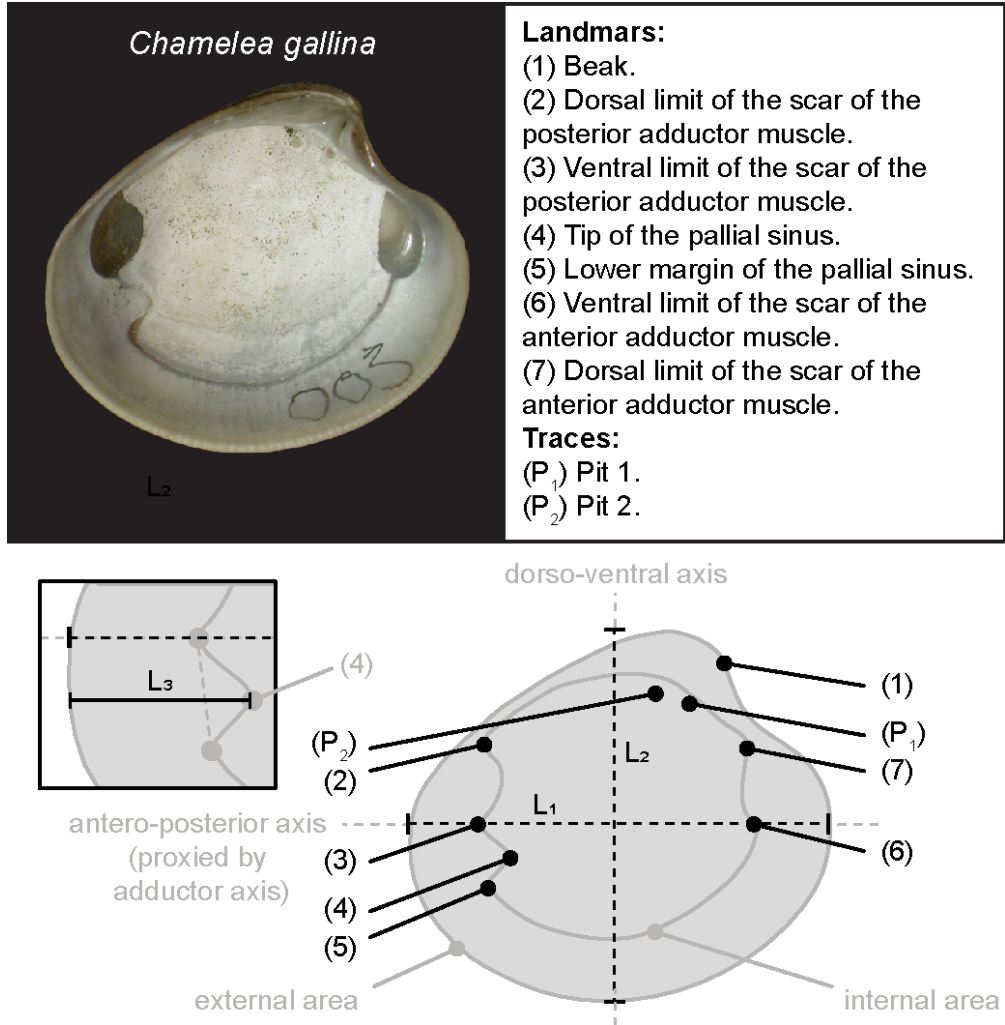 Chamelea gallina
003
L₂
Landmars:
(1) Beak.
(2) Dorsal limit of the scar of the
posterior adductor muscle.
(3) Ventral limit of the scar of the
posterior adductor muscle.
(4) Tip of the pallial sinus.
(5) Lower margin of the pallial sinus.
(6) Ventral limit of the scar of the
anterior adductor muscle.
(7) Dorsal limit of the scar of the
anterior adductor muscle.
Traces:
(P₁) Pit 1.
(P₂) Pit 2.
dorso-ventral axis
L₃
(4)
(1)
(P₁)
(7)
(6)
(P₂)
(2)
L₂
L₁
antero-posterior axis
(proxied by
adductor axis)
(3)
(4)
(5)
external area
internal area